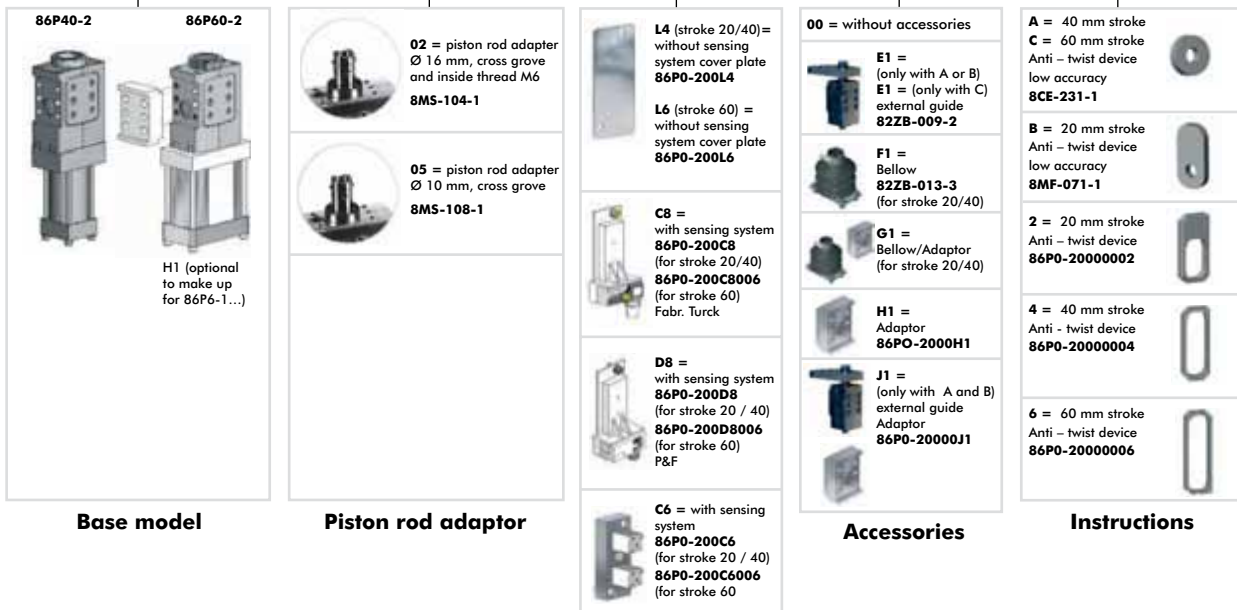 86P40-2
86P60-2
H1 (optional
to make up
for 86P6-1...)
Base model
02 = piston rod adapter
Ø 16 mm, cross grove
and inside thread M6
8MS-104-1
05 = piston rod adapter
Ø 10 mm, cross grove
8MS-108-1
Piston rod adaptor
L4 (stroke 20/40)=
without sensing
system cover plate
86P0-200L4
L6 (stroke 60) =
without sensing
system cover plate
86P0-200L6
C8 =
with sensing system
86P0-200C8
(for stroke 20/40)
86P0-200C8006
(for stroke 60)
Fabr. Turck
D8 =
with sensing system
86P0-200D8
(for stroke 20 / 40)
86P0-200D8006
(for stroke 60)
P&F
C6 = with sensing
system
86P0-200C6
(for stroke 20 / 40)
86P0-200C6006
(for stroke 60
00 = without accessories
E1 =
(only with A or B)
E1 = (only with C)
external guide
82ZB-009-2
F1 =
Bellow
82ZB-013-3
(for stroke 20/40)
G1 =
Bellow/Adaptor
(for stroke 20/40)
H1 =
Adaptor
86PO-2000H1
J1 =
(only with A and B)
external guide
Adaptor
86P0-20000J1
Accessories
A = 40 mm stroke
C = 60 mm stroke
Anti – twist device
low accuracy
8CE-231-1
B = 20 mm stroke
Anti – twist device
low accuracy
8MF-071-1
2 = 20 mm stroke
Anti – twist device
86P0-20000002
4 = 40 mm stroke
Anti - twist device
86P0-20000004
6 = 60 mm stroke
Anti – twist device
86P0-20000006
Instructions